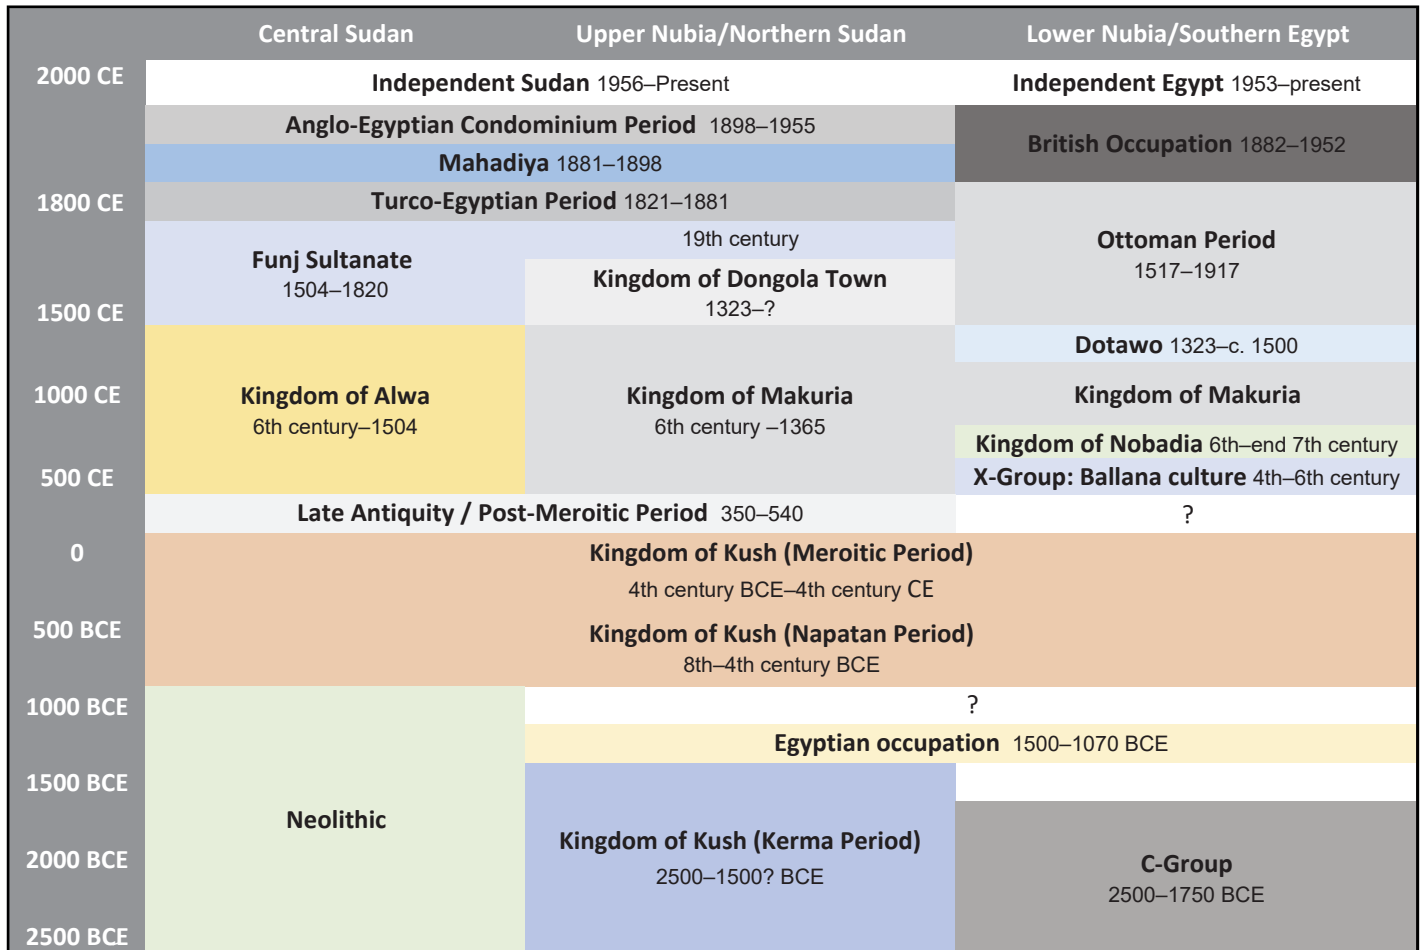 Central Sudan
Upper Nubia/Northern Sudan
Lower Nubia/Southern Egypt
2000 CE
Independent Sudan 1956–Present
Independent Egypt 1953–present
Anglo-Egyptian Condominium Period 1898–1955
British Occupation 1882–1952
Mahadiya 1881–1898
1800 CE
Turco-Egyptian Period 1821–1881
19th century
Ottoman Period
1517–1917
Funj Sultanate
1504–1820
Kingdom of Dongola Town
1323–?
1500 CE
Dotawo 1323–c. 1500
1000 CE
Kingdom of Alwa
6th century–1504
Kingdom of Makuria
6th century –1365
Kingdom of Makuria
Kingdom of Nobadia 6th–end 7th century
500 CE
X-Group: Ballana culture 4th–6th century
Late Antiquity / Post-Meroitic Period 350–540
?
0
Kingdom of Kush (Meroitic Period)
4th century BCE–4th century CE
500 BCE
Kingdom of Kush (Napatan Period)
8th–4th century BCE
1000 BCE
?
Egyptian occupation 1500–1070 BCE
1500 BCE
Neolithic
Kingdom of Kush (Kerma Period)
2500–1500? BCE
2000 BCE
C-Group
2500–1750 BCE
2500 BCE